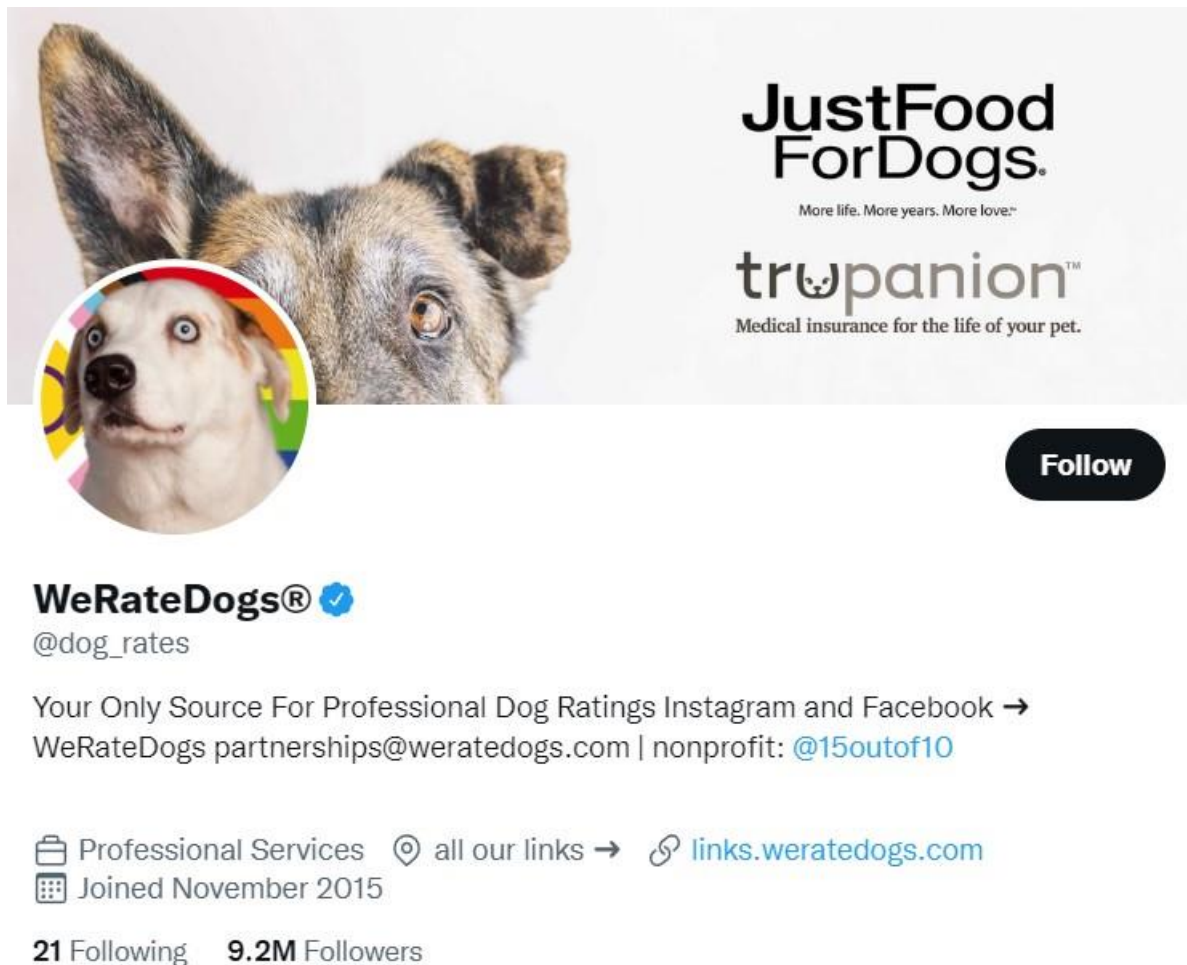 JustFood
ForDogs®
More life. More years. More love.™
trupanion™
Medical insurance for the life of your pet.
Follow
WeRateDogs®
@dog_rates
Your Only Source For Professional Dog Ratings Instagram and Facebook →
WeRateDogs partnerships@weratedogs.com | nonprofit: @15outof10
Professional Services all our links → links.weratedogs.com
Joined November 2015
21 Following 9.2M Followers